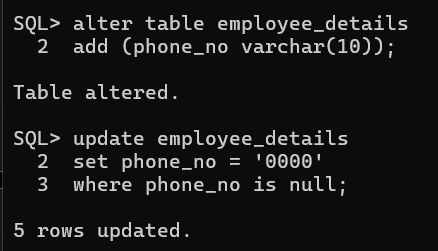 SQL> alter table employee_details
  2  add (phone_no varchar(10));
Table altered.
SQL> update employee_details
  2  set phone_no = '0000'
  3  where phone_no is null;
5 rows updated.